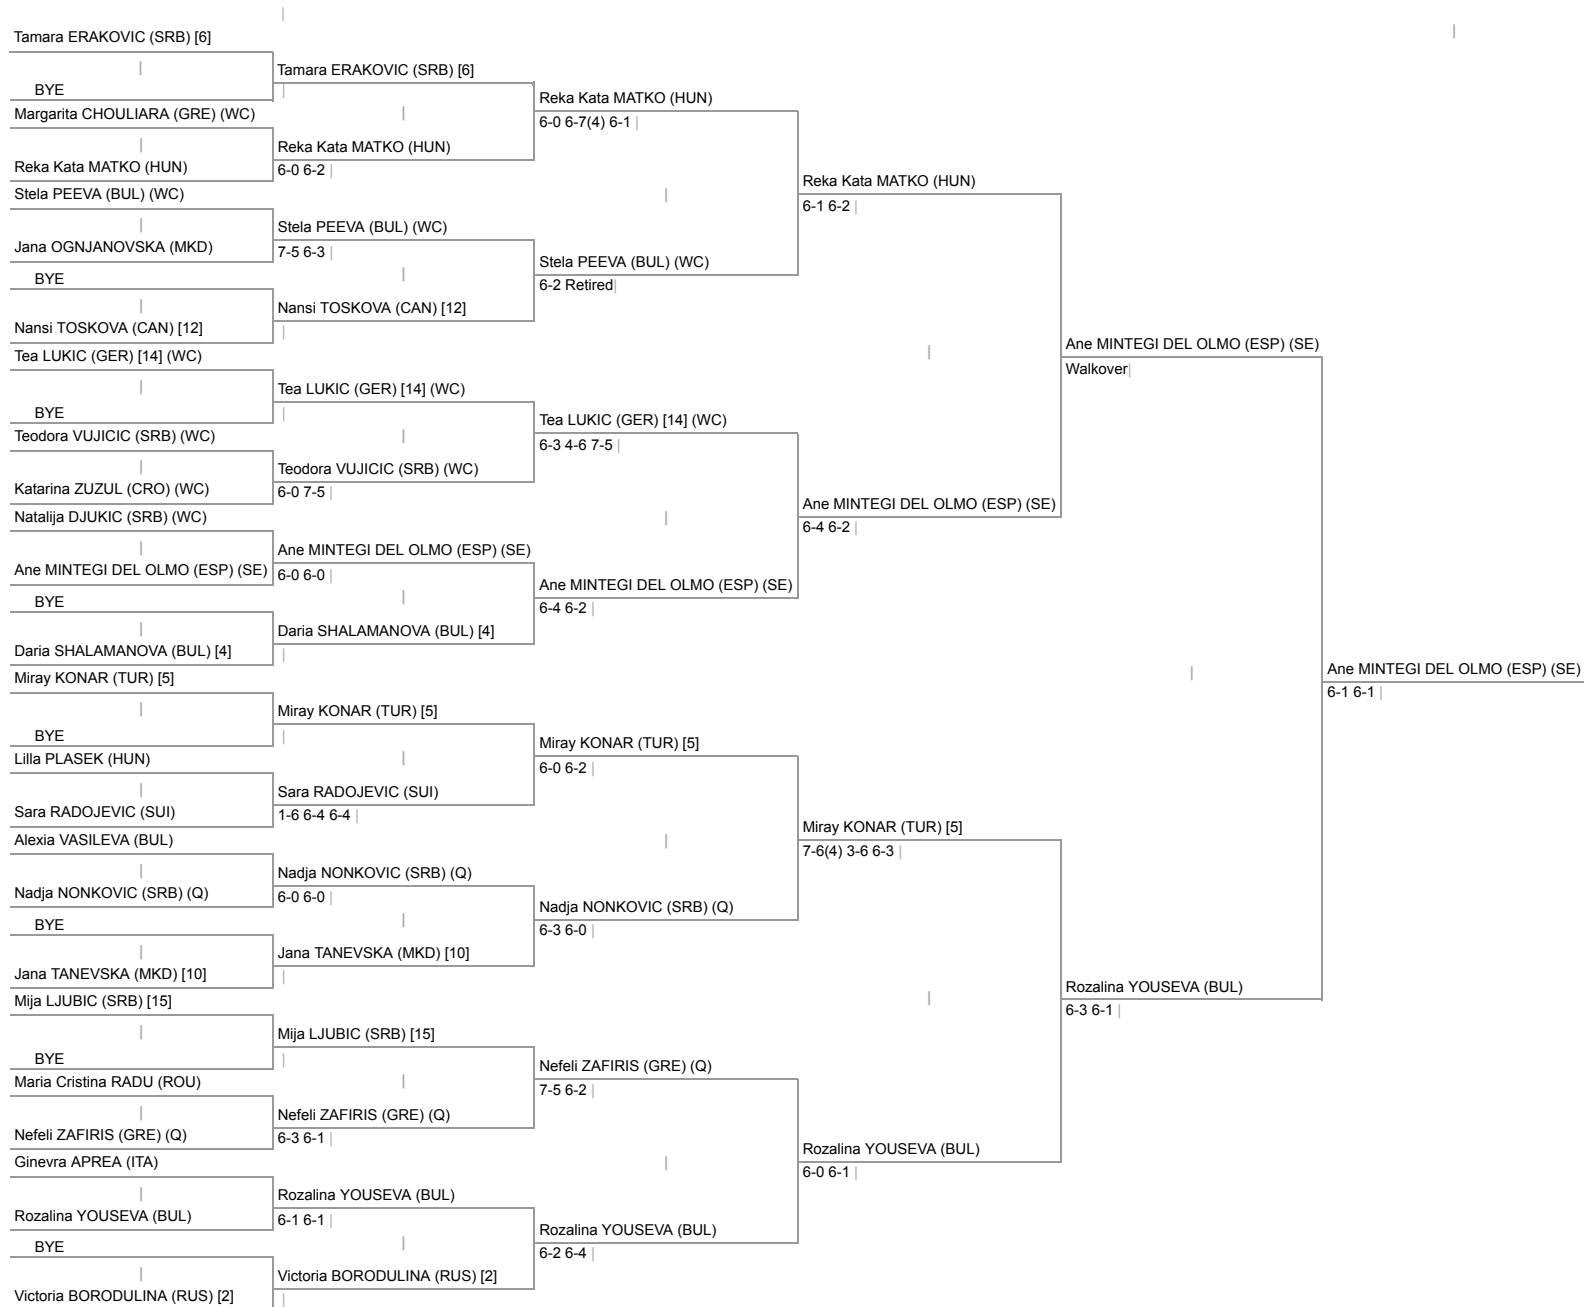 Tamara ERAKOVIC (SRB) [6]
BYE
Margarita CHOULIARA (GRE) (WC)
Reka Kata MATKO (HUN)
Stela PEEVA (BUL) (WC)
Jana OGNJANOVSKA (MKD)
BYE
Nansi TOSKOVA (CAN) [12]
Tea LUKIC (GER) [14] (WC)
BYE
Teodora VUJICIC (SRB) (WC)
Katarina ZUZUL (CRO) (WC)
Natalija DJUKIC (SRB) (WC)
Ane MINTEGI DEL OLMO (ESP) (SE)
BYE
Daria SHALAMANOVA (BUL) [4]
Miray KONAR (TUR) [5]
BYE
Lilla PLASEK (HUN)
Sara RADOJEVIC (SUI)
Alexia VASILEVA (BUL)
Nadja NONKOVIC (SRB) (Q)
BYE
Jana TANEVSKA (MKD) [10]
Mija LJUBIC (SRB) [15]
BYE
Maria Cristina RADU (ROU)
Nefeli ZAFIRIS (GRE) (Q)
Ginevra APREA (ITA)
Rozalina YOUSEVA (BUL)
BYE
Victoria BORODULINA (RUS) [2]
Tamara ERAKOVIC (SRB) [6]
Reka Kata MATKO (HUN)
6-0 6-2
Stela PEEVA (BUL) (WC)
7-5 6-3
Nansi TOSKOVA (CAN) [12]
Tea LUKIC (GER) [14] (WC)
Teodora VUJICIC (SRB) (WC)
6-0 7-5
Ane MINTEGI DEL OLMO (ESP) (SE)
6-0 6-0
Daria SHALAMANOVA (BUL) [4]
Miray KONAR (TUR) [5]
Sara RADOJEVIC (SUI)
1-6 6-4 6-4
Nadja NONKOVIC (SRB) (Q)
6-0 6-0
Jana TANEVSKA (MKD) [10]
Mija LJUBIC (SRB) [15]
Nefeli ZAFIRIS (GRE) (Q)
6-3 6-1
Rozalina YOUSEVA (BUL)
6-1 6-1
Victoria BORODULINA (RUS) [2]
Reka Kata MATKO (HUN)
6-0 6-7(4) 6-1
Stela PEEVA (BUL) (WC)
6-2 Retired
Tea LUKIC (GER) [14] (WC)
6-3 4-6 7-5
Ane MINTEGI DEL OLMO (ESP) (SE)
6-4 6-2
Miray KONAR (TUR) [5]
6-0 6-2
Nadja NONKOVIC (SRB) (Q)
6-3 6-0
Nefeli ZAFIRIS (GRE) (Q)
7-5 6-2
Rozalina YOUSEVA (BUL)
6-2 6-4
Reka Kata MATKO (HUN)
6-1 6-2
Ane MINTEGI DEL OLMO (ESP) (SE)
6-4 6-2
Miray KONAR (TUR) [5]
7-6(4) 3-6 6-3
Rozalina YOUSEVA (BUL)
6-0 6-1
Ane MINTEGI DEL OLMO (ESP) (SE)
Walkover
Rozalina YOUSEVA (BUL)
6-3 6-1
Ane MINTEGI DEL OLMO (ESP) (SE)
6-1 6-1